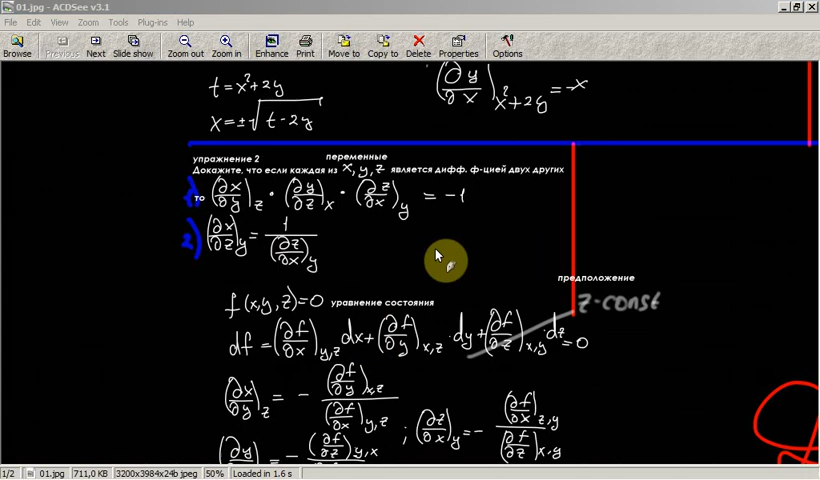 01.jpg - ACDSee v3.1
File Edit View Zoom Tools Plug-ins Help
Browse Previous Next Slide show Zoom out Zoom in Enhance Print Move to Copy to Delete Properties Options
t = x²+2y
x = ±√(t-2y)
(∂y/∂x)_{x²+2y} = -x
упражнение 2
Докажите, что если каждая из переменные x,y,z является дифф. ф-цией двух других
1) то (∂x/∂y)_z · (∂y/∂z)_x · (∂z/∂x)_y = -1
2) (∂x/∂z)_y = 1/(∂z/∂x)_y
предположение
z-const
f(x,y,z)=0 уравнение состояния
df = (∂f/∂x)_{y,z} dx + (∂f/∂y)_{x,z} · dy + (∂f/∂z)_{x,y} · dz = 0
(∂x/∂y)_z = - (∂f/∂y)_{x,z} / (∂f/∂x)_{y,z} ; (∂z/∂x)_y = - (∂f/∂x)_{z,y} / (∂f/∂z)_{x,y}
= - (∂f/∂z)_{y,x}
1/2 01.jpg 711,0 KB 3200x3984x24b jpeg 50% Loaded in 1.6 s